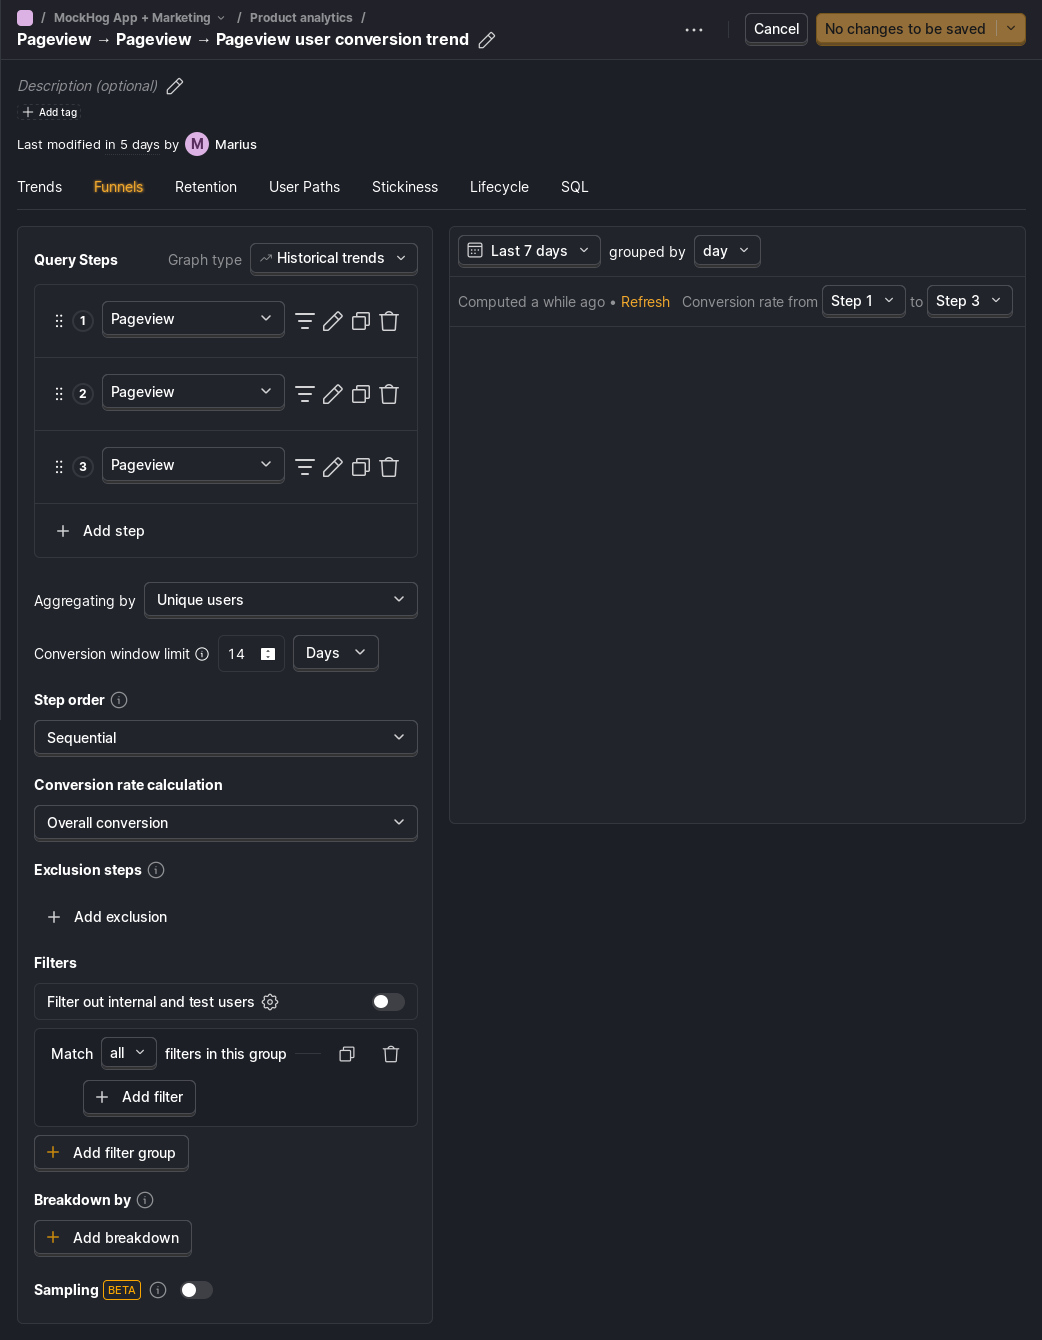 / MockHog App + Marketing / Product analytics /
Pageview → Pageview → Pageview user conversion trend
Cancel
No changes to be saved
Description (optional)
Add tag
Last modified in 5 days by M Marius
Trends Funnels Retention User Paths Stickiness Lifecycle SQL
Query Steps Graph type Historical trends
1 Pageview
2 Pageview
3 Pageview
Add step
Aggregating by Unique users
Conversion window limit 14 Days
Step order
Sequential
Conversion rate calculation
Overall conversion
Exclusion steps
Add exclusion
Filters
Filter out internal and test users
Match all filters in this group
Add filter
Add filter group
Breakdown by
Add breakdown
Sampling BETA
Last 7 days grouped by day
Computed a while ago • Refresh Conversion rate from Step 1 to Step 3